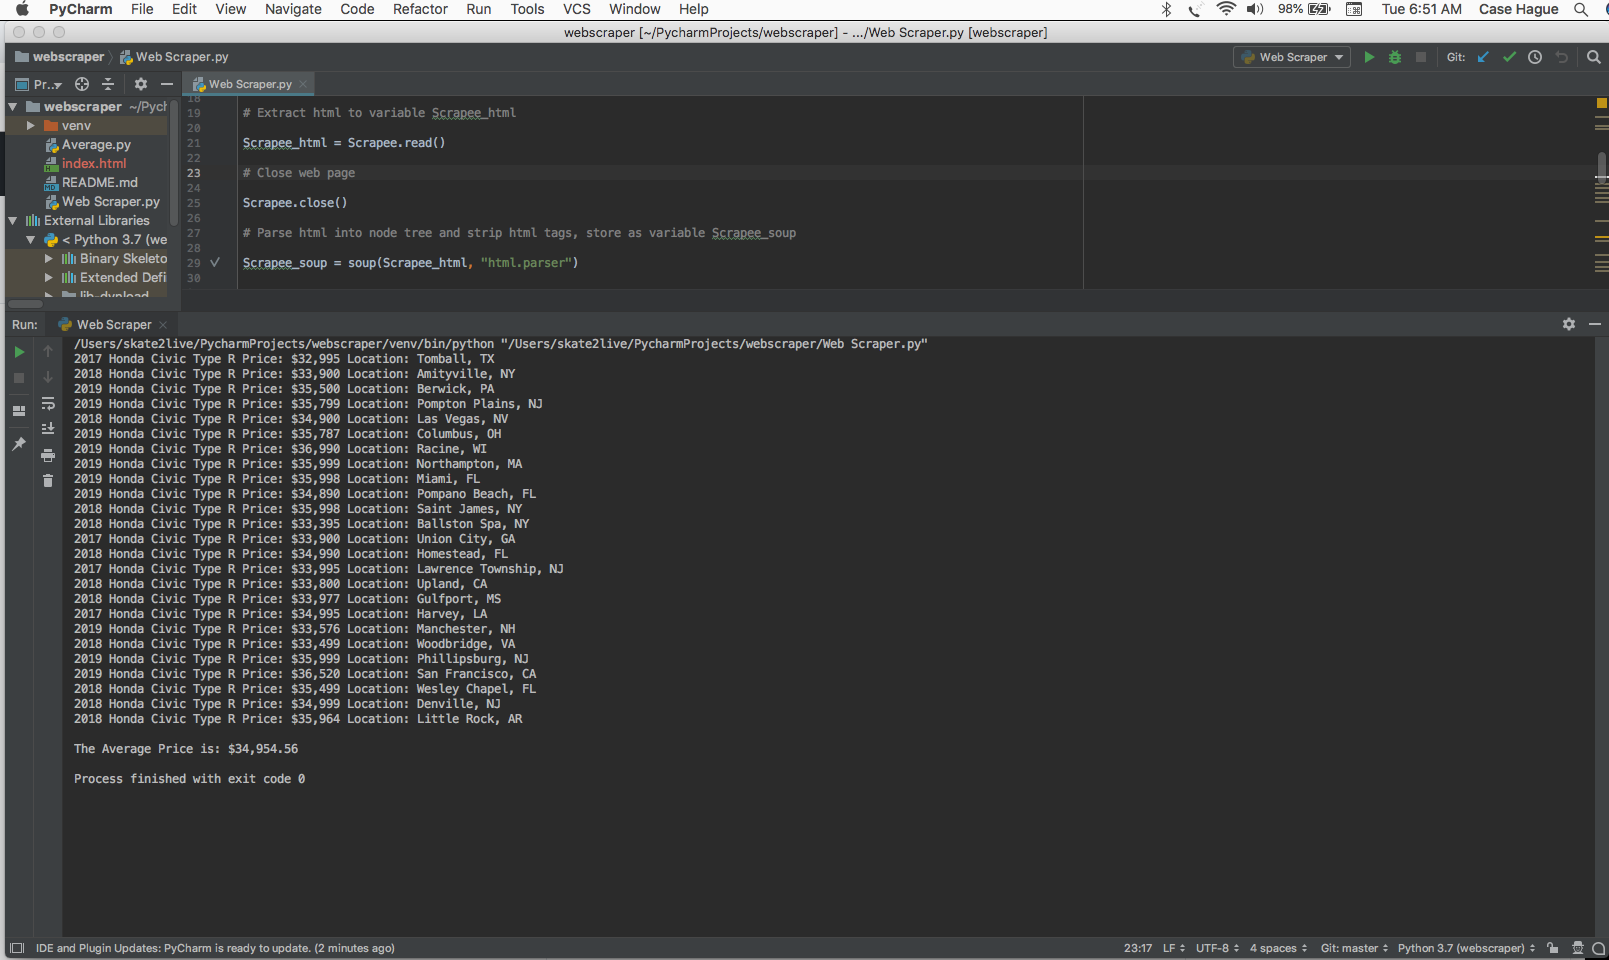 PyCharm File Edit View Navigate Code Refactor Run Tools VCS Window Help 98% Tue 6:51 AM Case Hague
webscraper [~/PycharmProjects/webscraper] - .../Web Scraper.py [webscraper]
webscraper Web Scraper.py Web Scraper Git:
Pr.. Web Scraper.py
webscraper ~/Pycl
venv
Average.py
index.html
README.md
Web Scraper.py
External Libraries
< Python 3.7 (we
Binary Skeleto
Extended Defi
lib-dynload
18
19 # Extract html to variable Scrapee_html
20
21 Scrapee_html = Scrapee.read()
22
23 # Close web page
24
25 Scrapee.close()
26
27 # Parse html into node tree and strip html tags, store as variable Scrapee_soup
28
29 Scrapee_soup = soup(Scrapee_html, "html.parser")
30
Run: Web Scraper
/Users/skate2live/PycharmProjects/webscraper/venv/bin/python "/Users/skate2live/PycharmProjects/webscraper/Web Scraper.py"
2017 Honda Civic Type R Price: $32,995 Location: Tomball, TX
2018 Honda Civic Type R Price: $33,900 Location: Amityville, NY
2019 Honda Civic Type R Price: $35,500 Location: Berwick, PA
2019 Honda Civic Type R Price: $35,799 Location: Pompton Plains, NJ
2018 Honda Civic Type R Price: $34,900 Location: Las Vegas, NV
2019 Honda Civic Type R Price: $35,787 Location: Columbus, OH
2019 Honda Civic Type R Price: $36,990 Location: Racine, WI
2019 Honda Civic Type R Price: $35,999 Location: Northampton, MA
2019 Honda Civic Type R Price: $35,998 Location: Miami, FL
2019 Honda Civic Type R Price: $34,890 Location: Pompano Beach, FL
2019 Honda Civic Type R Price: $35,998 Location: Saint James, NY
2018 Honda Civic Type R Price: $33,395 Location: Ballston Spa, NY
2017 Honda Civic Type R Price: $33,900 Location: Union City, GA
2018 Honda Civic Type R Price: $34,990 Location: Homestead, FL
2017 Honda Civic Type R Price: $33,995 Location: Lawrence Township, NJ
2018 Honda Civic Type R Price: $33,800 Location: Upland, CA
2018 Honda Civic Type R Price: $33,977 Location: Gulfport, MS
2017 Honda Civic Type R Price: $34,995 Location: Harvey, LA
2019 Honda Civic Type R Price: $33,576 Location: Manchester, NH
2018 Honda Civic Type R Price: $33,499 Location: Woodbridge, VA
2019 Honda Civic Type R Price: $35,999 Location: Phillipsburg, NJ
2019 Honda Civic Type R Price: $36,520 Location: San Francisco, CA
2018 Honda Civic Type R Price: $35,499 Location: Wesley Chapel, FL
2018 Honda Civic Type R Price: $34,999 Location: Denville, NJ
2018 Honda Civic Type R Price: $35,964 Location: Little Rock, AR
The Average Price is: $34,954.56
Process finished with exit code 0
IDE and Plugin Updates: PyCharm is ready to update. (2 minutes ago) 23:17 LF UTF-8 4 spaces Git: master Python 3.7 (webscraper)